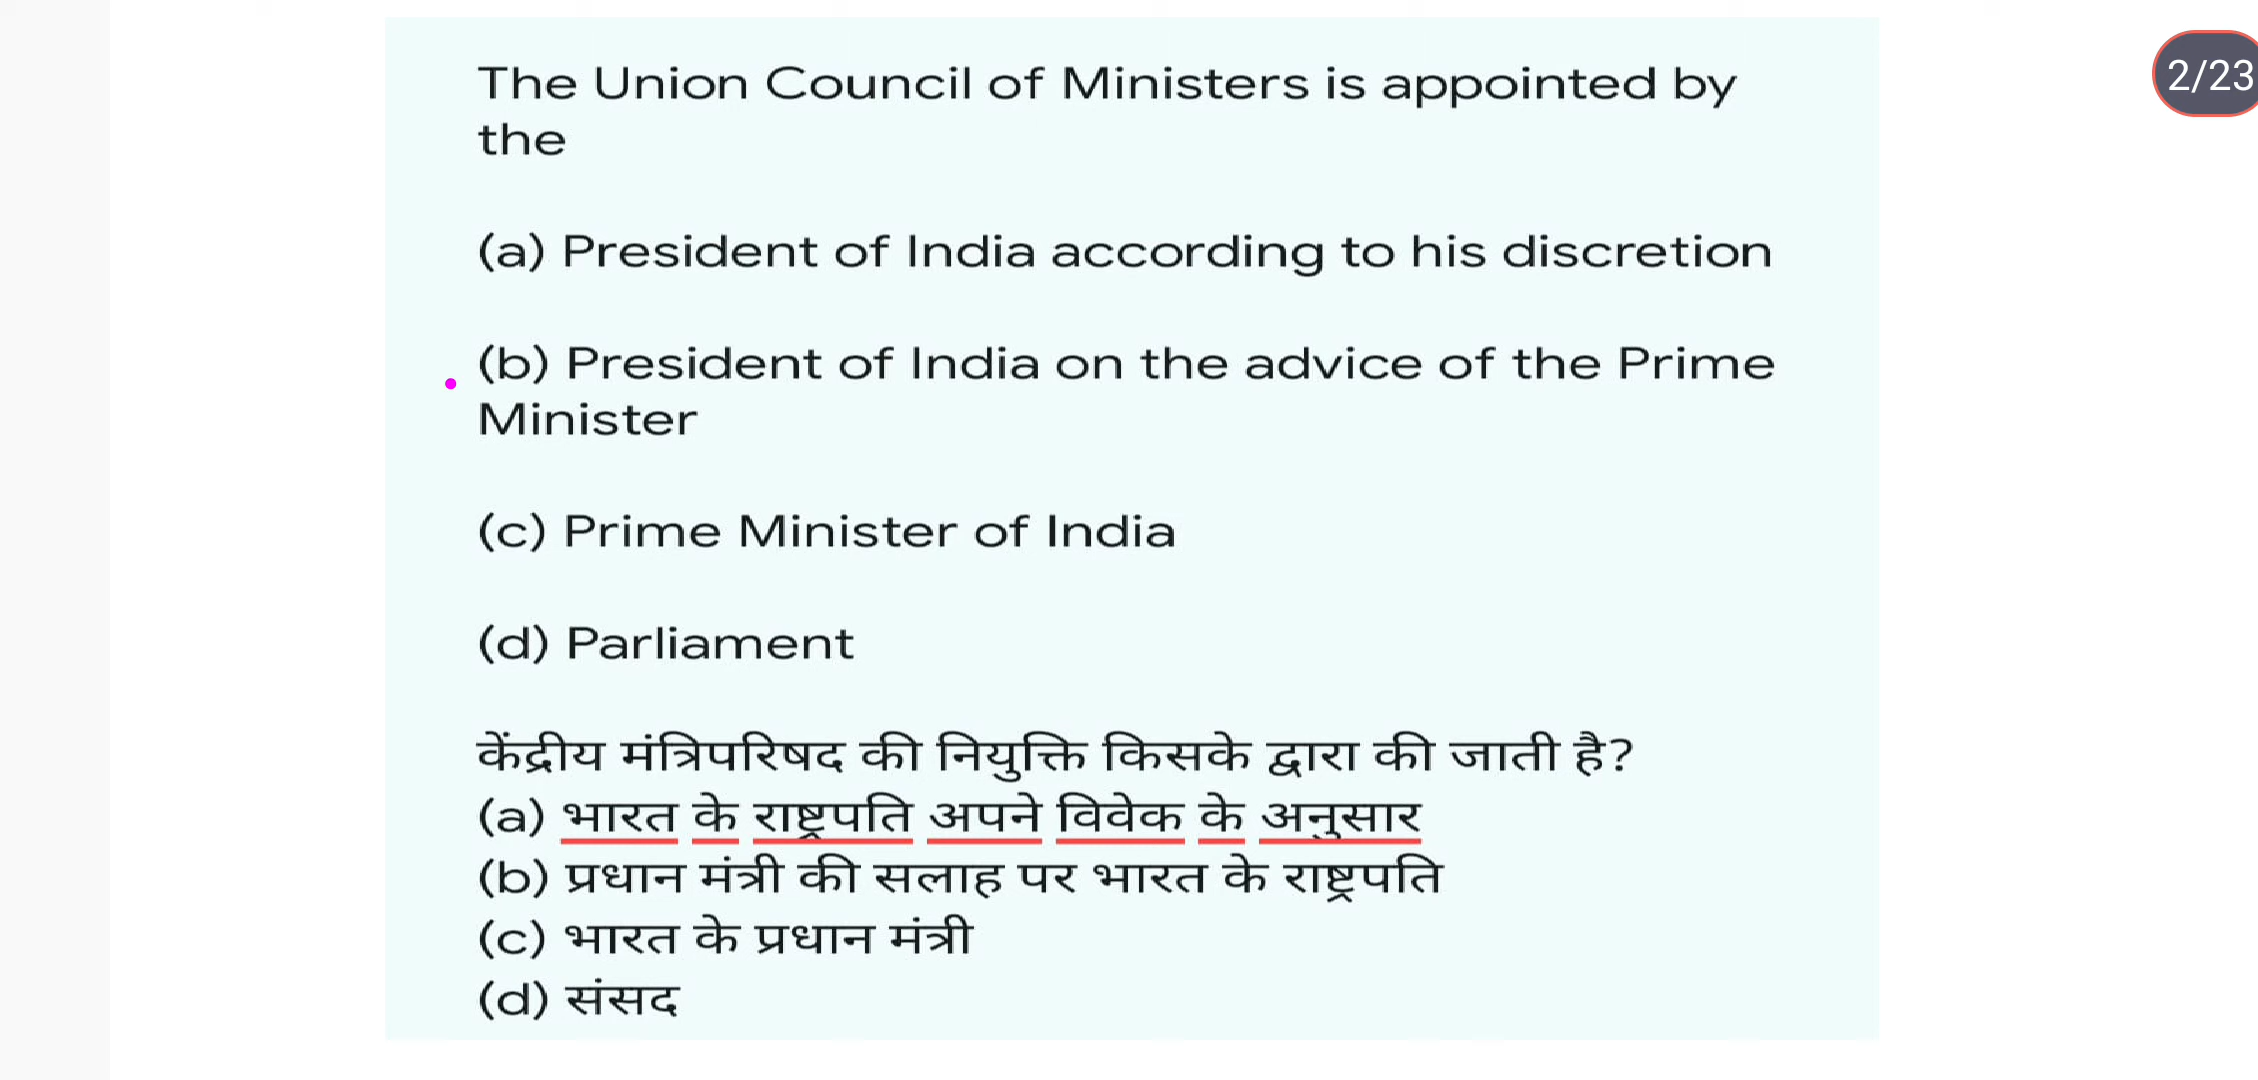 The Union Council of Ministers is appointed by
the
2/23
(a) President of India according to his discretion
(b) President of India on the advice of the Prime
Minister
(c) Prime Minister of India
(d) Parliament
केंद्रीय मंत्रिपरिषद की नियुक्ति किसके द्वारा की जाती है?
(a) भारत के राष्ट्रपति अपने विवेक के अनुसार
(b) प्रधान मंत्री की सलाह पर भारत के राष्ट्रपति
(c) भारत के प्रधान मंत्री
(d) संसद